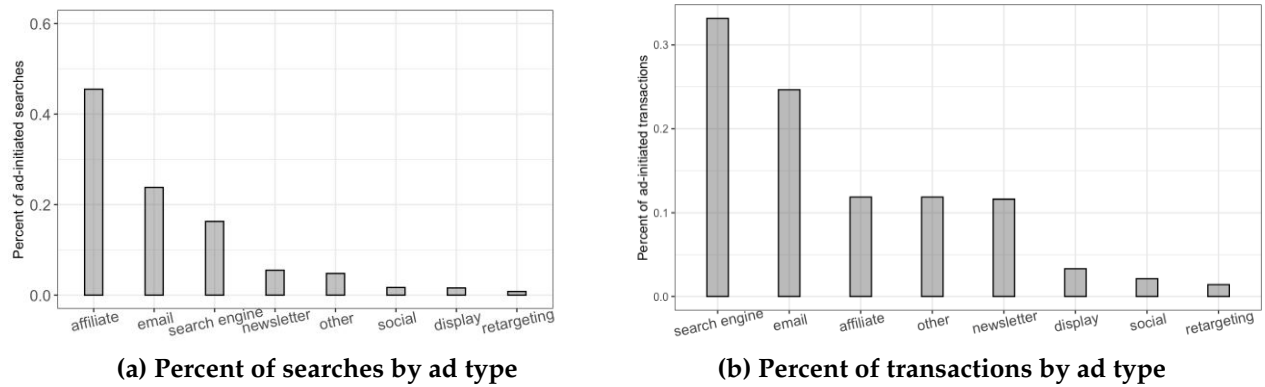 Percent of ad-initiated searches
0.6
0.4
0.2
0.0
affiliate email search engine newsletter other social display retargeting
(a) Percent of searches by ad type
Percent of ad-initiated transactions
0.3
0.2
0.1
0.0
search engine email affiliate other newsletter display social retargeting
(b) Percent of transactions by ad type